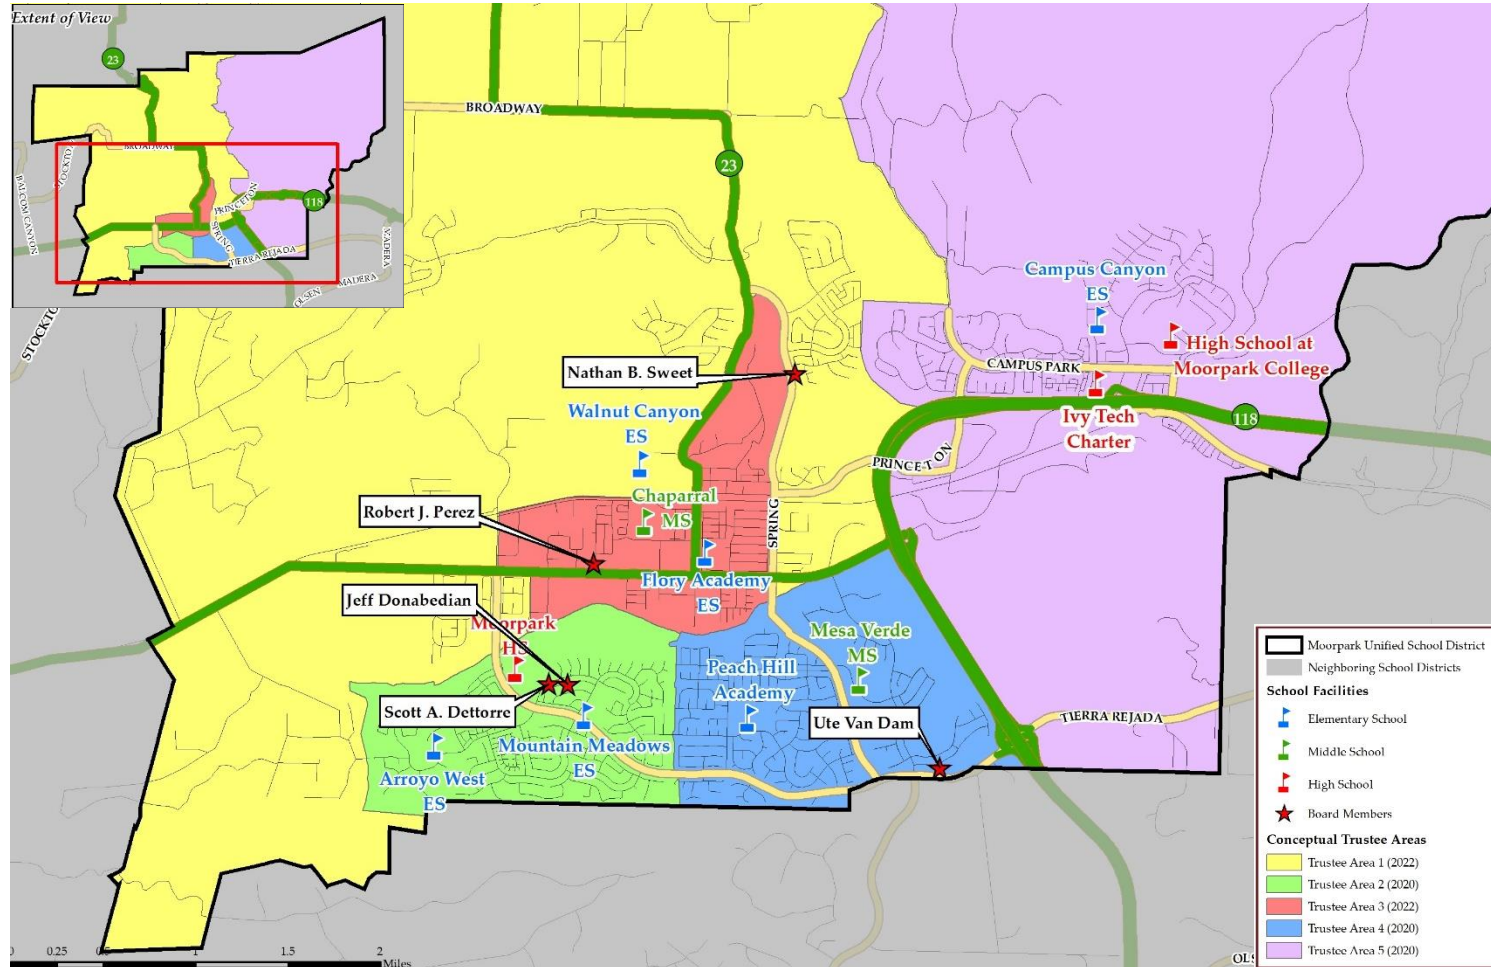 Extent of View
23
BROADWAY
STOCKTON
BALCOM CANYON
PRINCETON
118
SPRING
TIERRA REJADA
MADERA
OLSEN
MADERA
BROADWAY
23
STOCKTO
Campus Canyon
ES
High School at
Moorpark College
CAMPUS PARK
Ivy Tech
Charter
118
Nathan B. Sweet
Walnut Canyon
ES
PRINCETON
Chaparral
MS
Robert J. Perez
SPRING
Flory Academy
ES
Jeff Donabedian
Moorpark
HS
Mesa Verde
MS
Peach Hill
Academy
Scott A. Dettorre
Ute Van Dam
TIERRA REJADA
Mountain Meadows
ES
Arroyo West
ES
Moorpark Unified School District
Neighboring School Districts
School Facilities
Elementary School
Middle School
High School
Board Members
Conceptual Trustee Areas
Trustee Area 1 (2022)
Trustee Area 2 (2020)
Trustee Area 3 (2022)
Trustee Area 4 (2020)
Trustee Area 5 (2020)
0 0.25 0.5 1 1.5 2
Miles
OLS